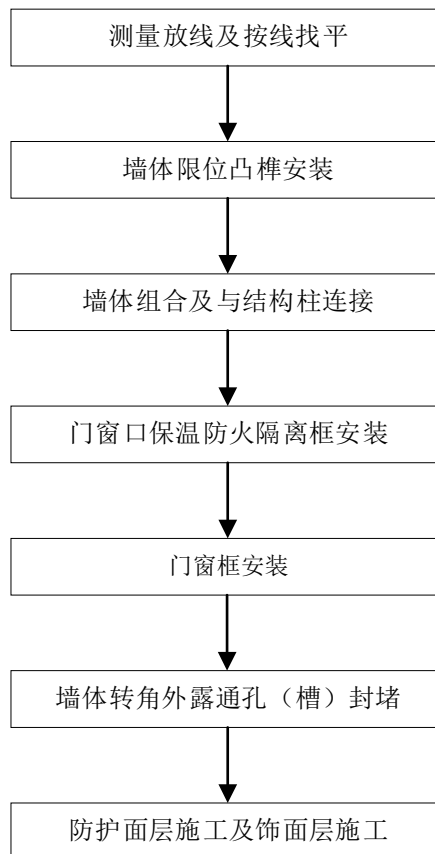 测量放线及按线找平
墙体限位凸榫安装
墙体组合及与结构柱连接
门窗口保温防火隔离框安装
门窗框安装
墙体转角外露通孔（槽）封堵
防护面层施工及饰面层施工